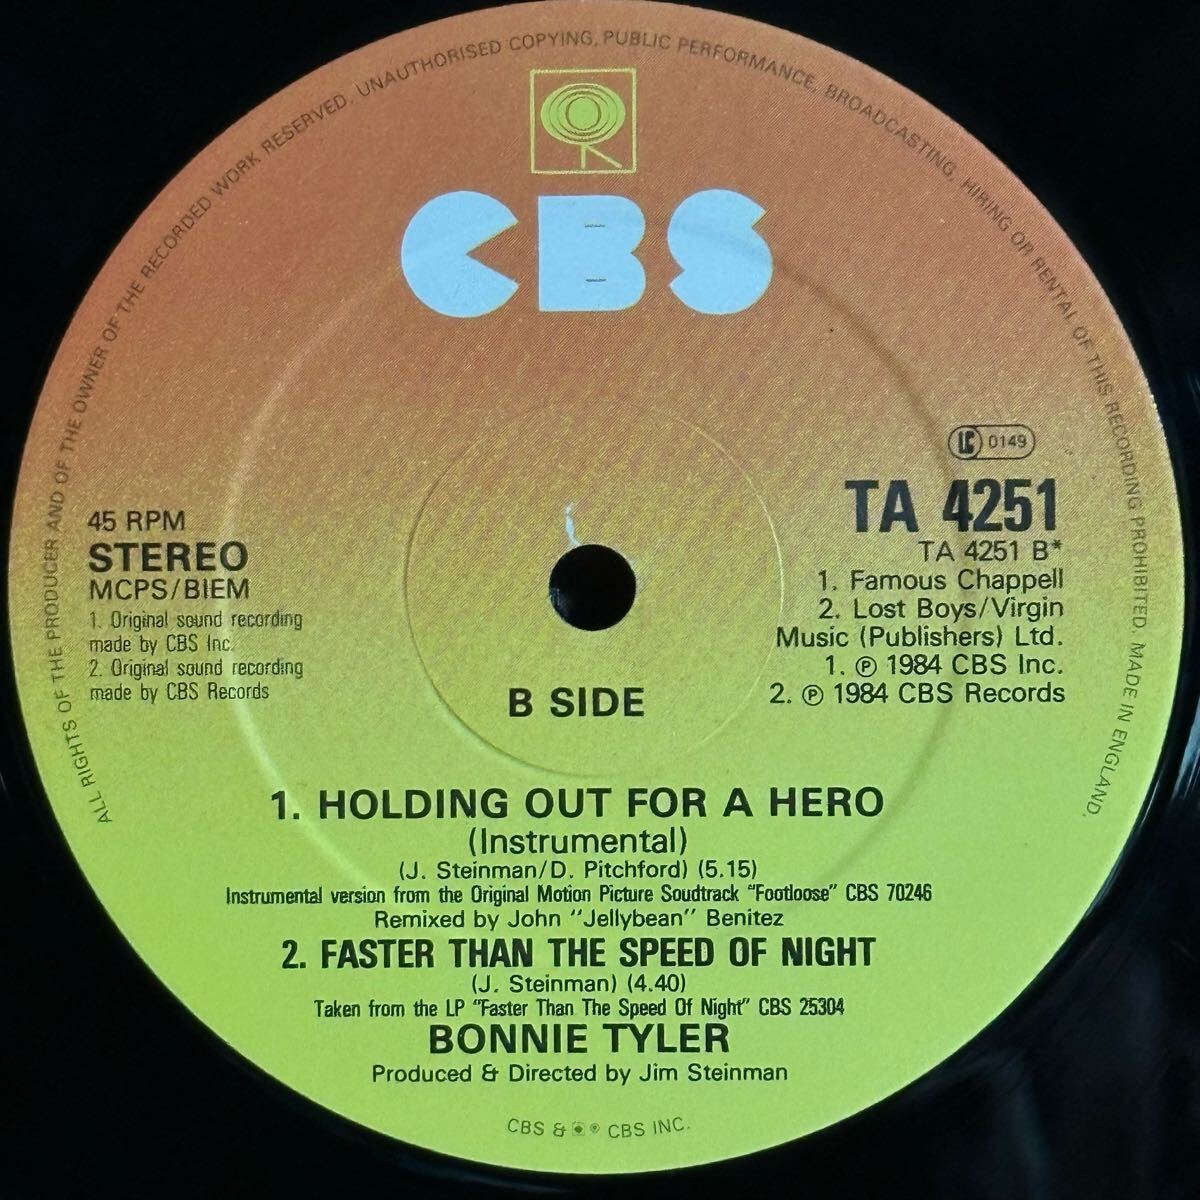 ALL RIGHTS OF THE PRODUCER AND OF THE OWNER OF THE RECORDED WORK RESERVED. UNAUTHORISED COPYING, PUBLIC PERFORMANCE, BROADCASTING, HIRING OR RENTAL OF THIS RECORDING PROHIBITED. MADE IN ENGLAND.
CBS
LC 0149
45 RPM
STEREO
MCPS/BIEM
1. Original sound recording
made by CBS Inc.
2. Original sound recording
made by CBS Records
TA 4251
TA 4251 B*
1. Famous Chappell
2. Lost Boys/Virgin
Music (Publishers) Ltd.
1. ℗ 1984 CBS Inc.
2. ℗ 1984 CBS Records
B SIDE
1. HOLDING OUT FOR A HERO
(Instrumental)
(J. Steinman/D. Pitchford) (5.15)
Instrumental version from the Original Motion Picture Soudtrack "Footloose" CBS 70246
Remixed by John "Jellybean" Benitez
2. FASTER THAN THE SPEED OF NIGHT
(J. Steinman) (4.40)
Taken from the LP "Faster Than The Speed Of Night" CBS 25304
BONNIE TYLER
Produced & Directed by Jim Steinman
CBS & ® CBS INC.